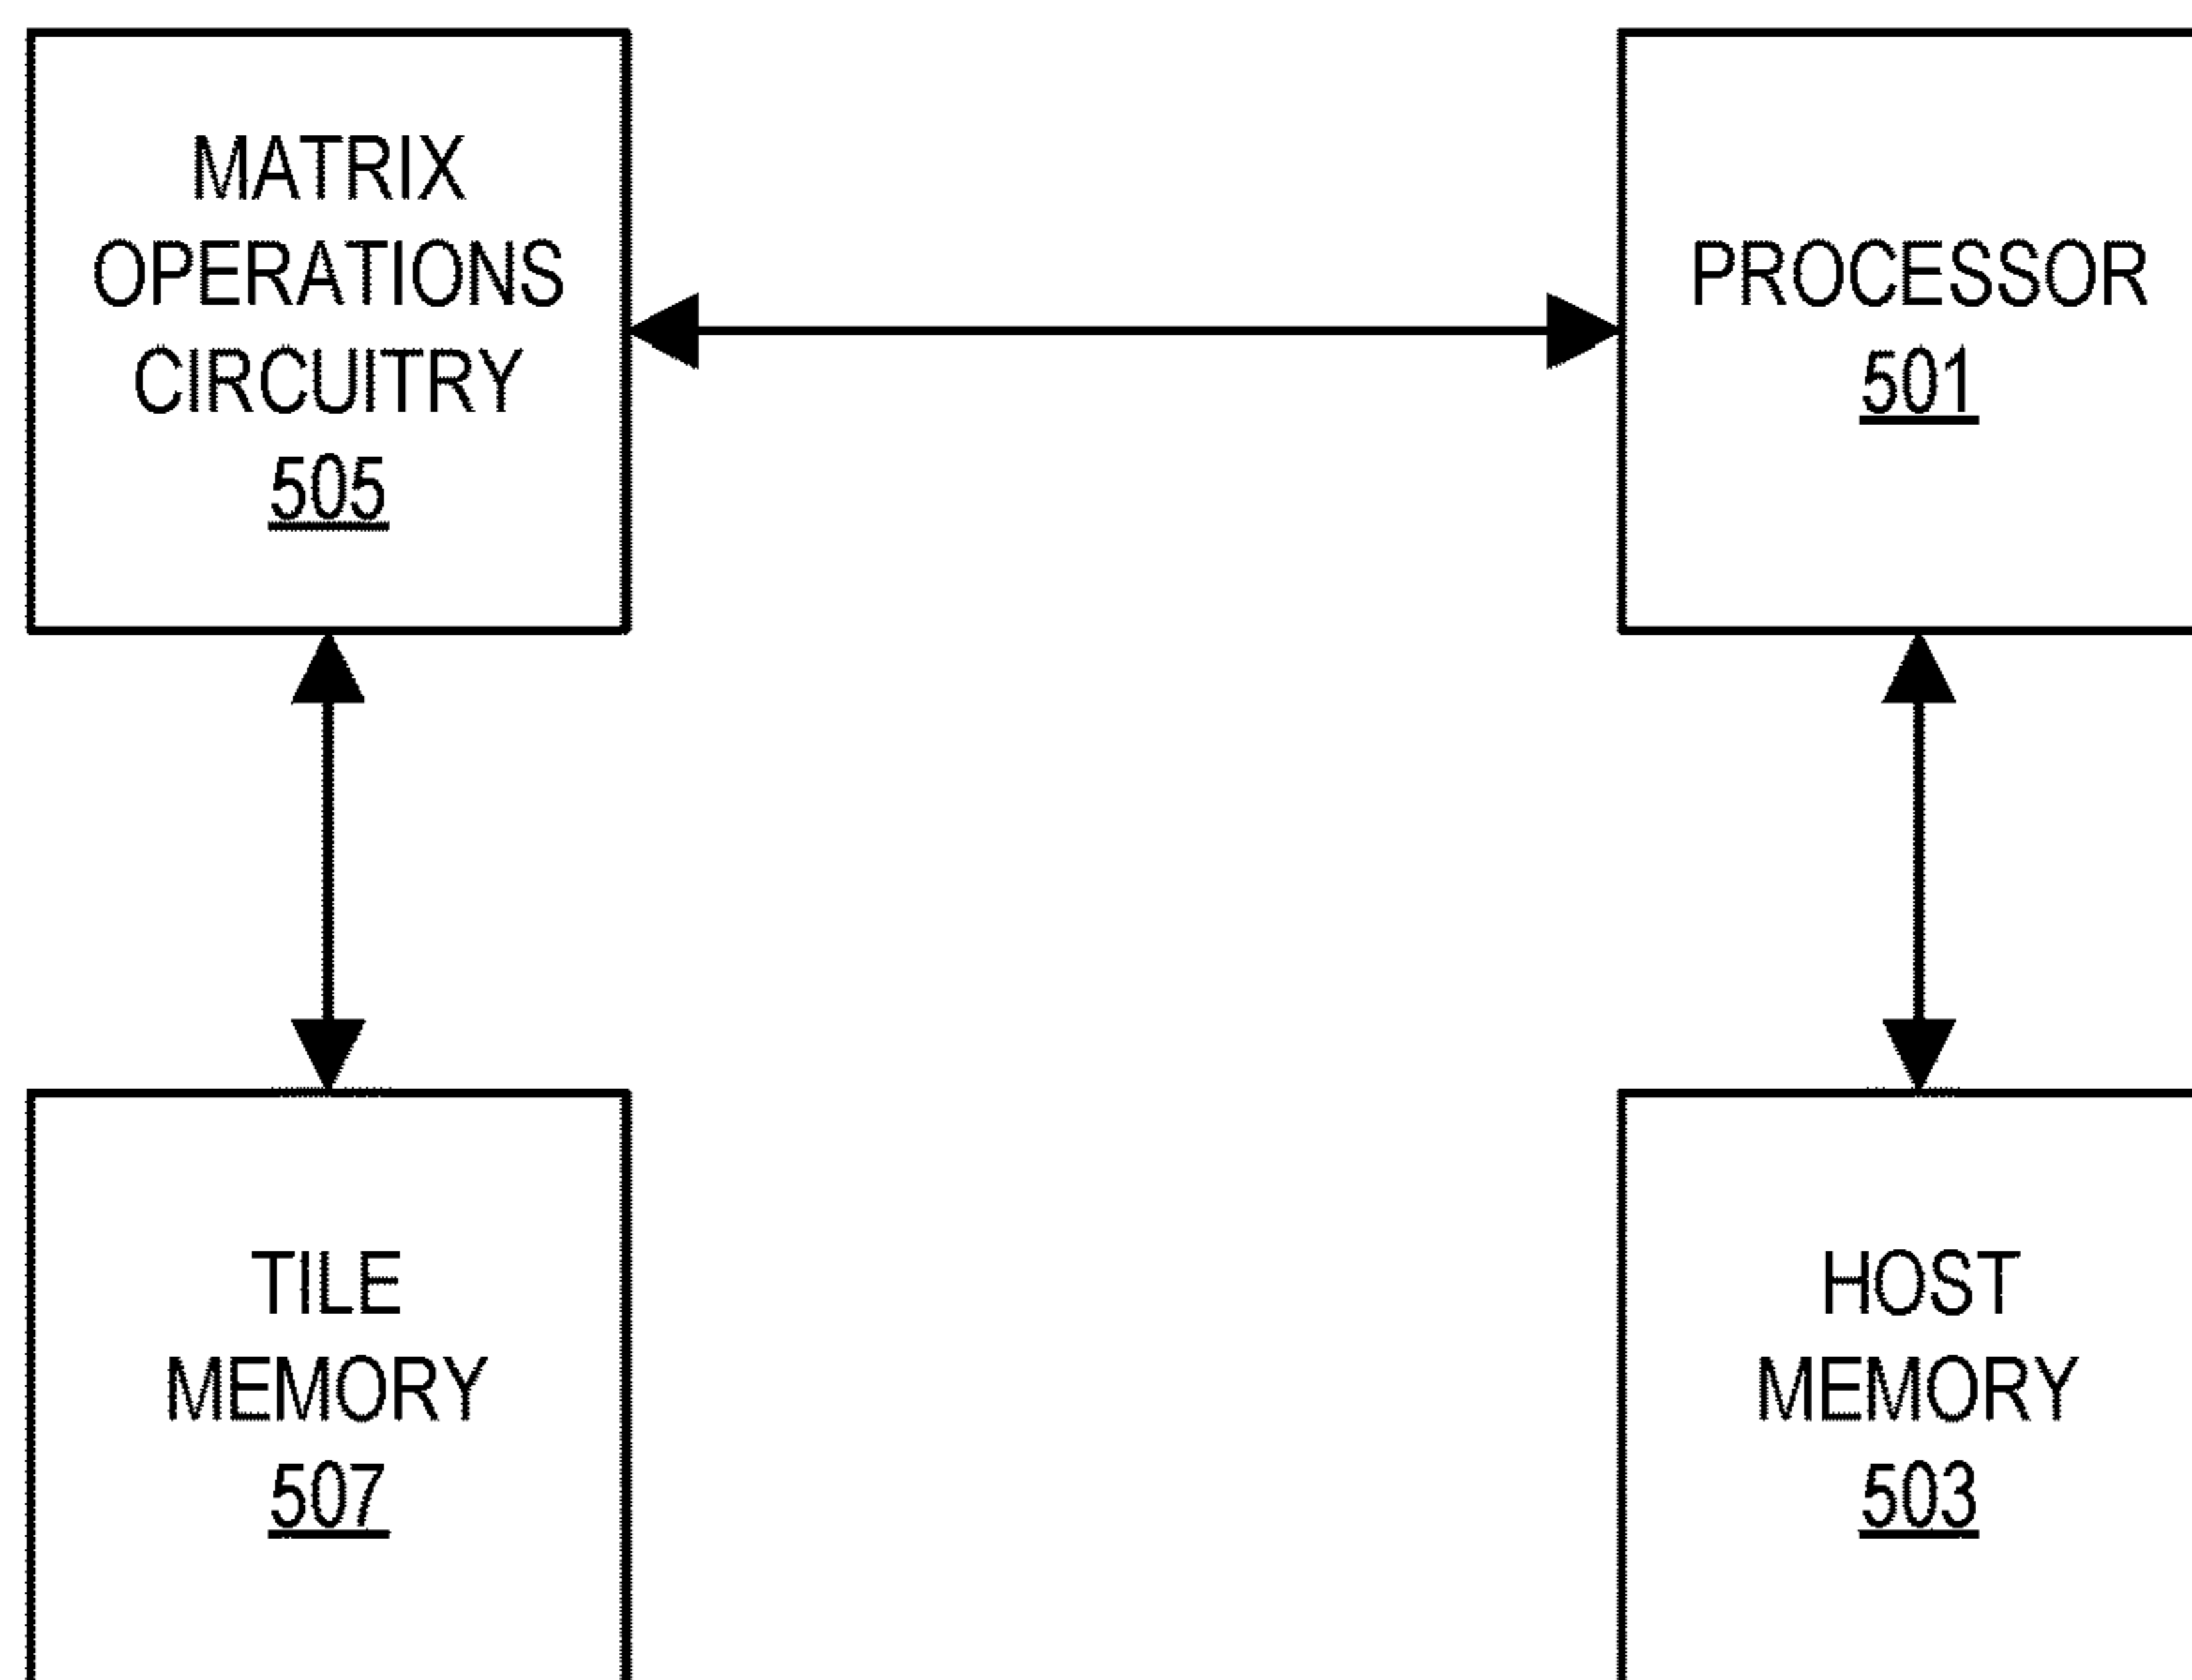 MATRIX
OPERATIONS
CIRCUITRY
505
PROCESSOR
501
TILE
MEMORY
507
HOST
MEMORY
503